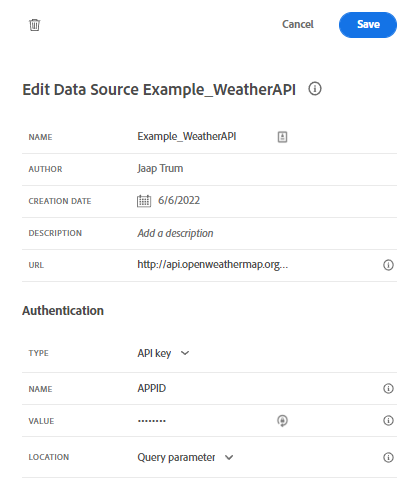 Cancel Save
Edit Data Source Example_WeatherAPI
NAME Example_WeatherAPI
AUTHOR Jaap Trum
CREATION DATE 6/6/2022
DESCRIPTION Add a description
URL http://api.openweathermap.org...
Authentication
TYPE API key
NAME APPID
VALUE ••••••••
LOCATION Query parameter